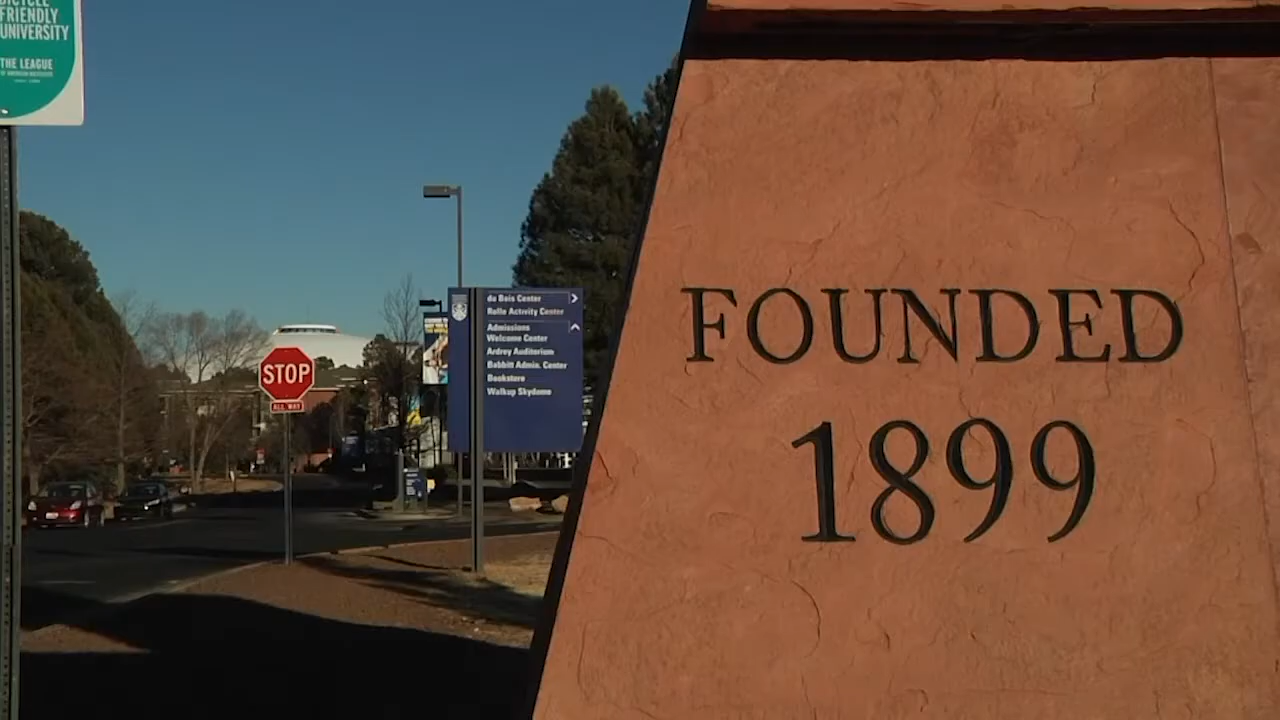 BICYCLE
FRIENDLY
UNIVERSITY
THE LEAGUE
STOP
ALL WAY
du Bois Center
Rolle Activity Center
Admissions
Welcome Center
Ardrey Auditorium
Babbitt Admin. Center
Bookstore
Walkup Skydome
FOUNDED
1899